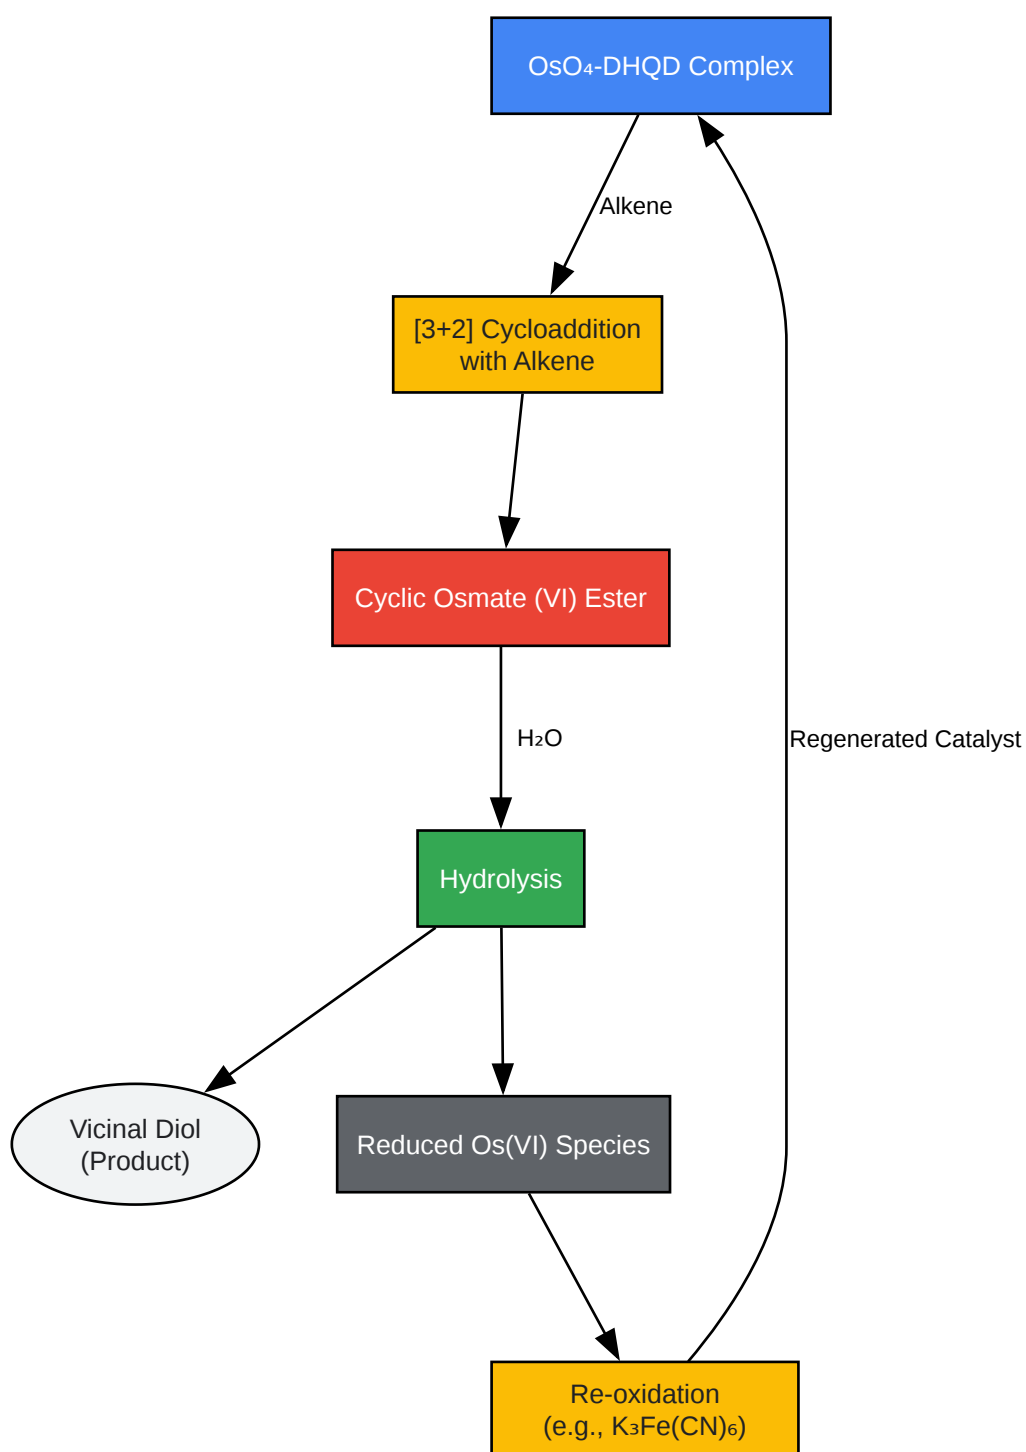 OsO₄-DHQD Complex
Alkene
[3+2] Cycloaddition
with Alkene
Cyclic Osmate (VI) Ester
H₂O
Regenerated Catalyst
Hydrolysis
Vicinal Diol
(Product)
Reduced Os(VI) Species
Re-oxidation
(e.g., K₃Fe(CN)₆)